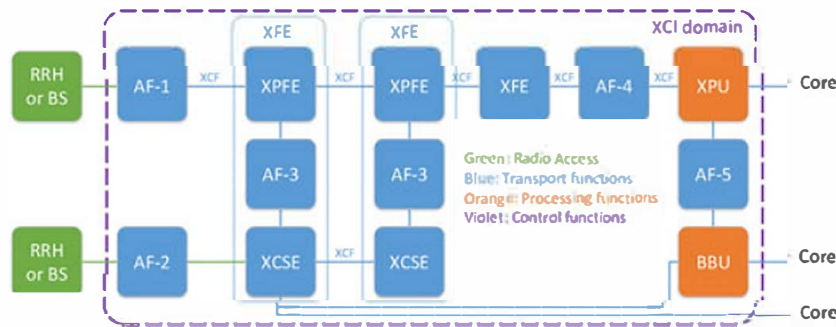 XFE
XFE
XCI domain
RRH
or BS
AF-1
XCF
XPFE
XCF
XPFE
XCF
XFE
XCF
AF-4
XCF
XPU
Core
AF-3
AF-3
Green: Radio Access
Blue: Transport functions
Orange: Processing functions
Violet: Control functions
AF-5
RRH
or BS
AF-2
XCSE
XCF
XCSE
BBU
Core
Core